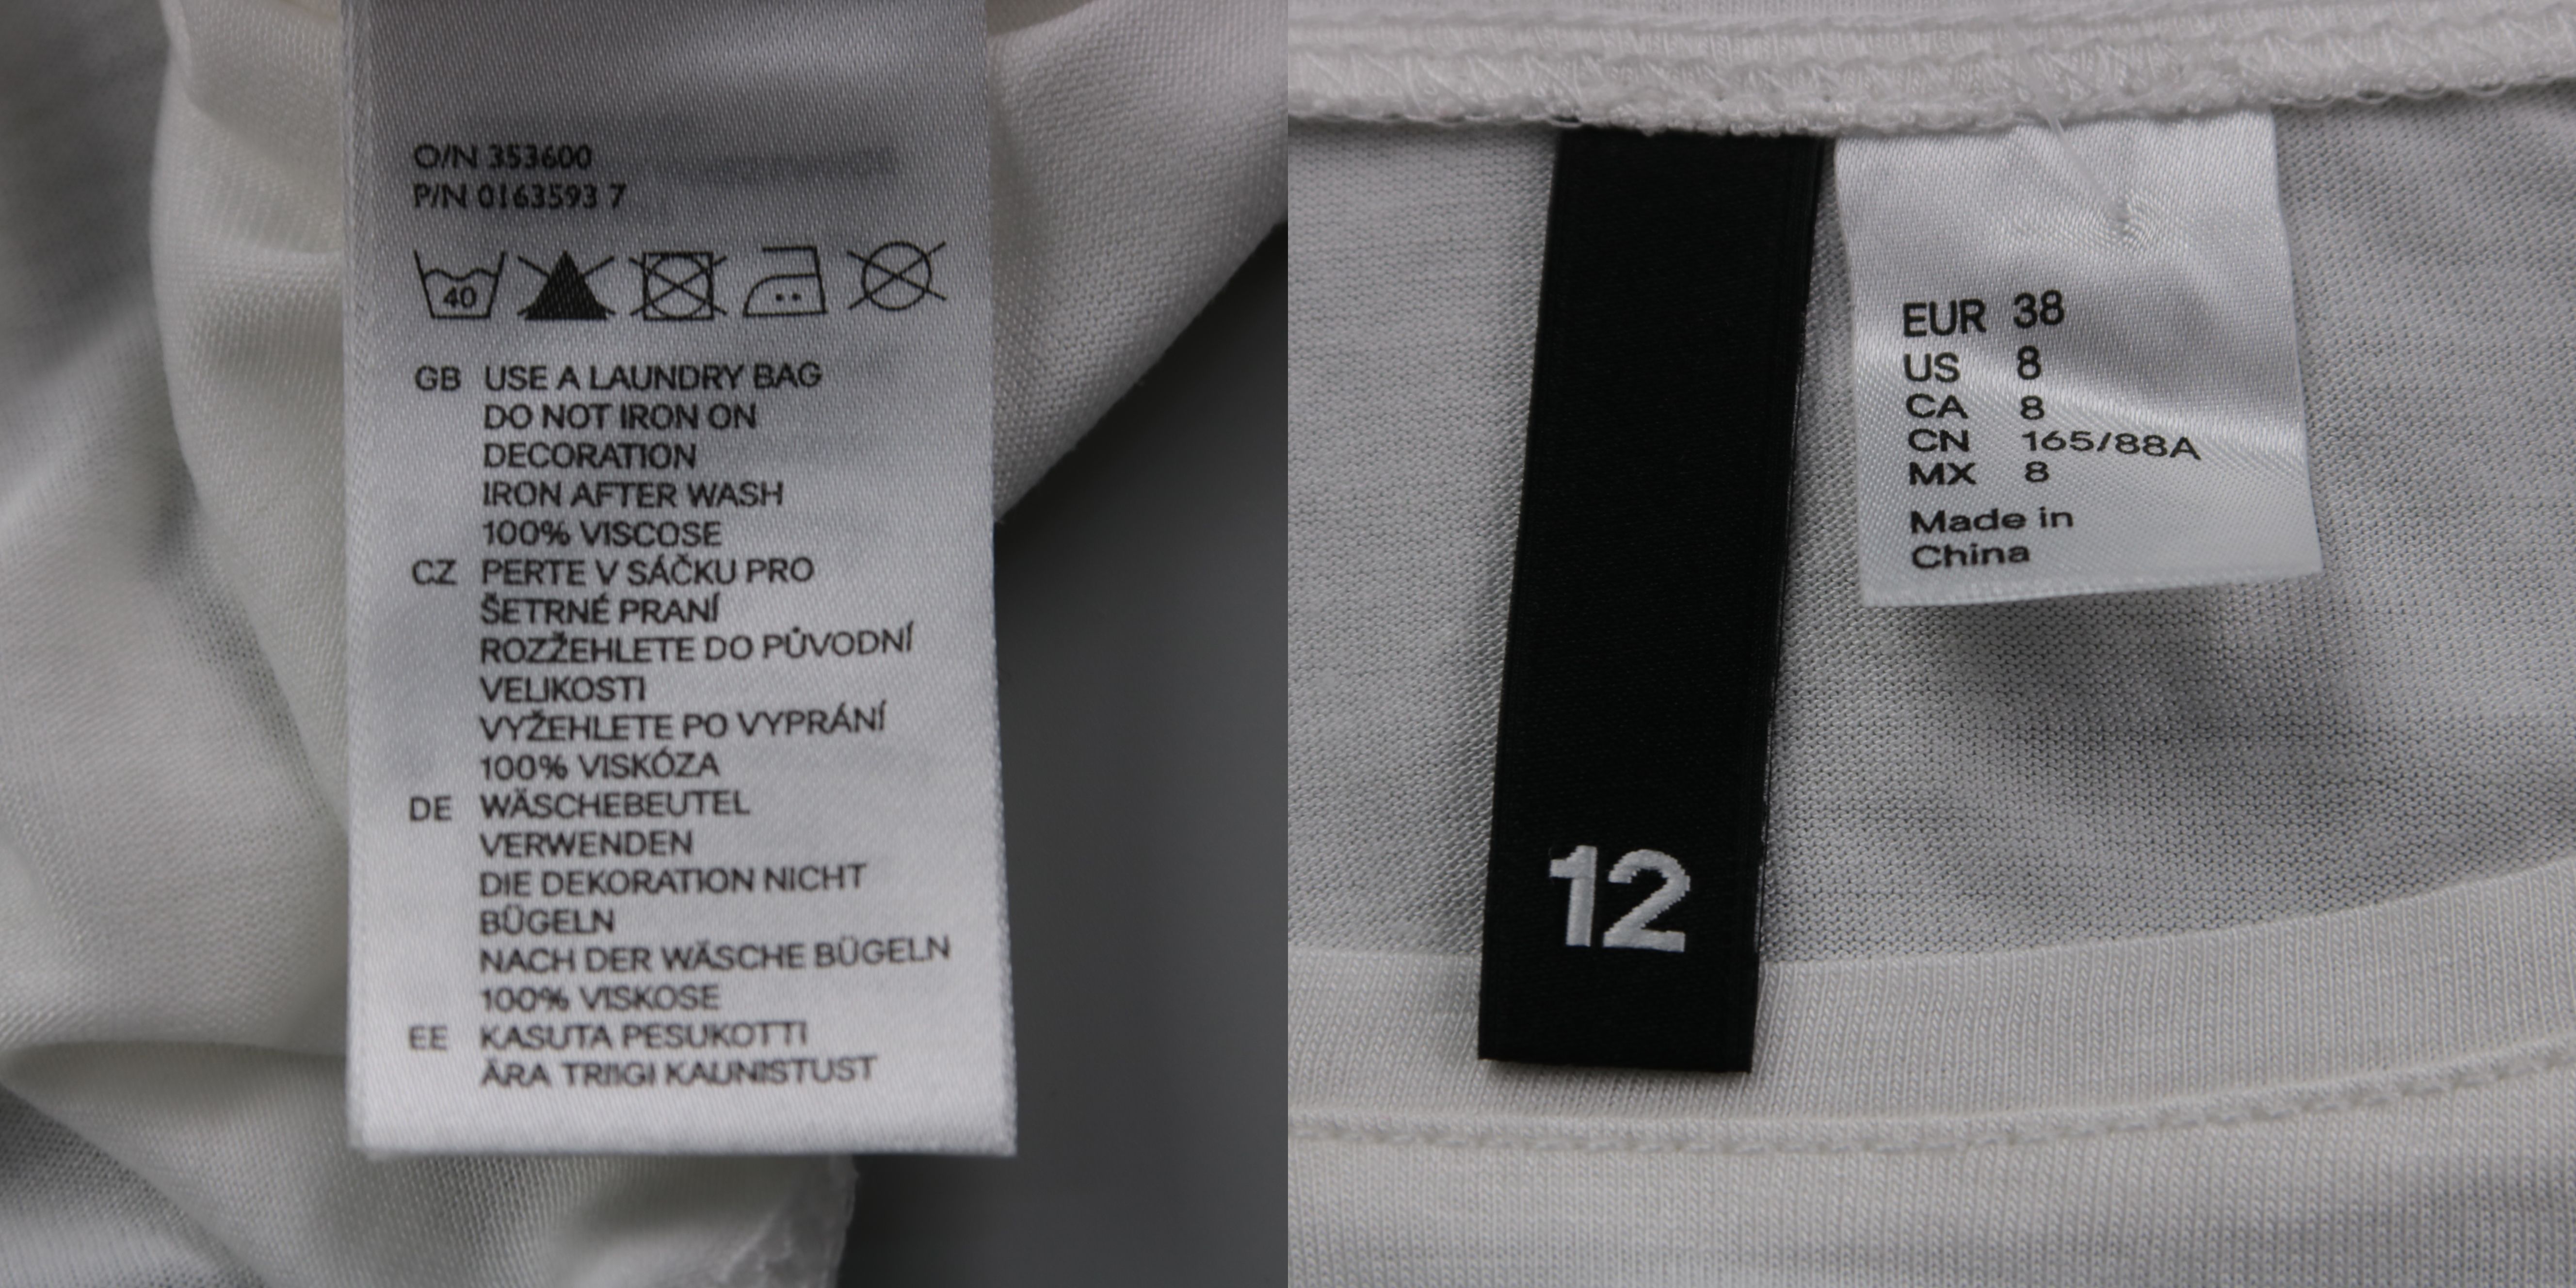 O/N 353600
P/N 0163593 7
40
GB USE A LAUNDRY BAG
DO NOT IRON ON
DECORATION
IRON AFTER WASH
100% VISCOSE
CZ PERTE V SÁČKU PRO
ŠETRNÉ PRANÍ
ROZŽEHLETE DO PŮVODNÍ
VELIKOSTI
VYŽEHLETE PO VYPRÁNÍ
100% VISKÓZA
DE WÄSCHEBEUTEL
VERWENDEN
DIE DEKORATION NICHT
BÜGELN
NACH DER WÄSCHE BÜGELN
100% VISKOSE
EE KASUTA PESUKOTTI
ÄRA TRIIGI KAUNISTUST
12
EUR 38
US 8
CA 8
CN 165/88A
MX 8
Made in
China